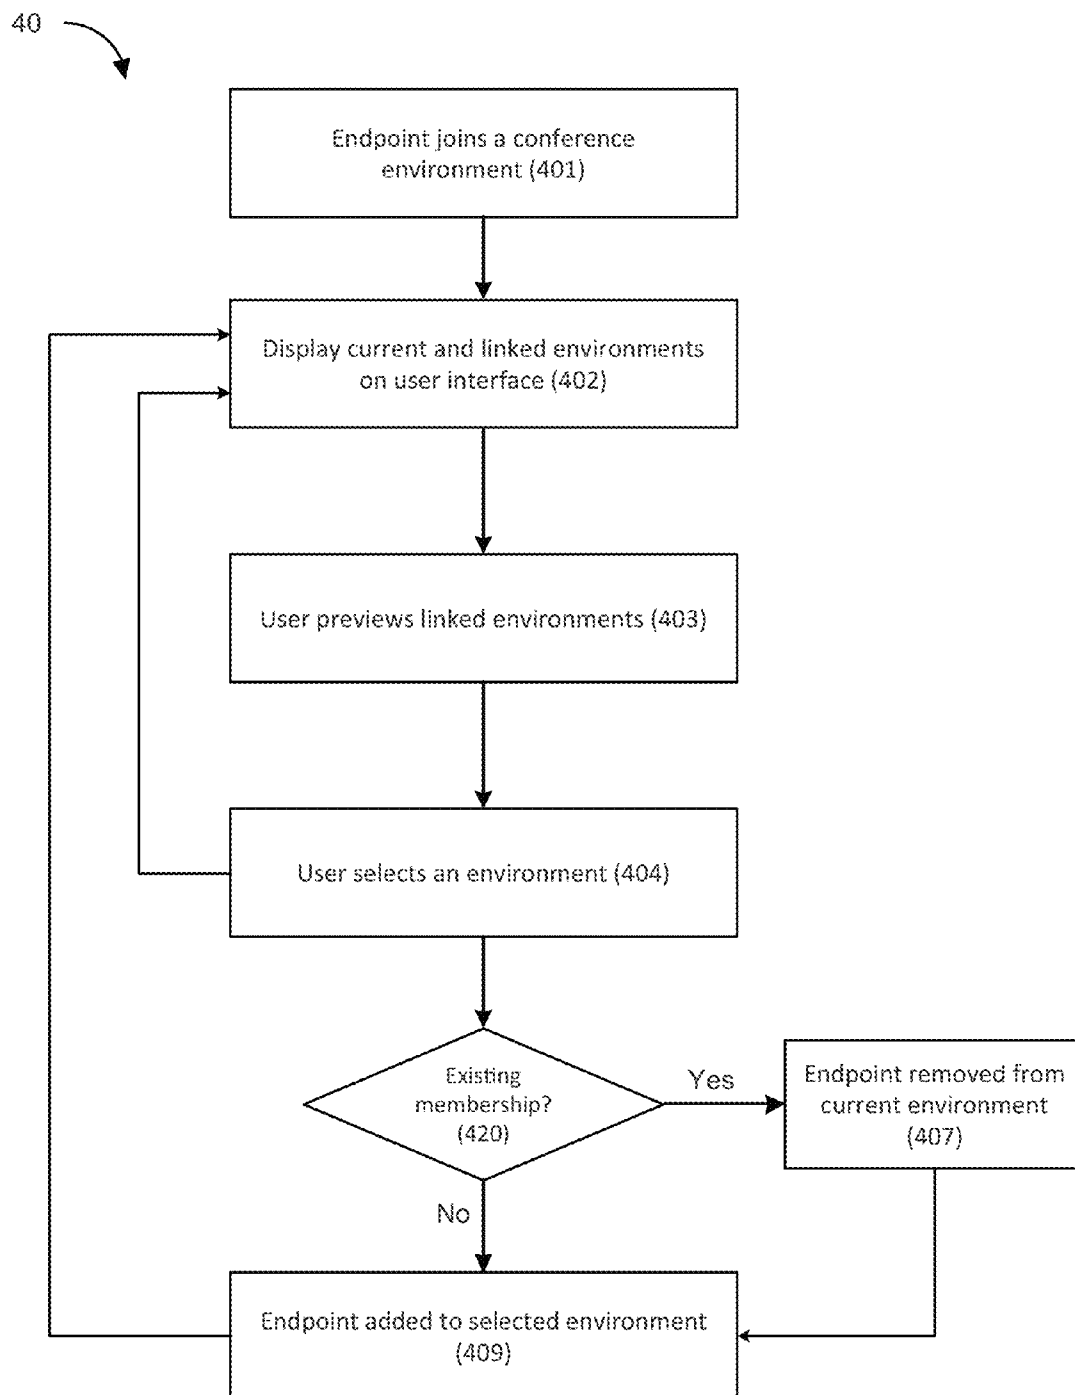 40
Endpoint joins a conference
environment (401)
Display current and linked environments
on user interface (402)
User previews linked environments (403)
User selects an environment (404)
Existing
membership?
(420)
Yes
Endpoint removed from
current environment
(407)
No
Endpoint added to selected environment
(409)